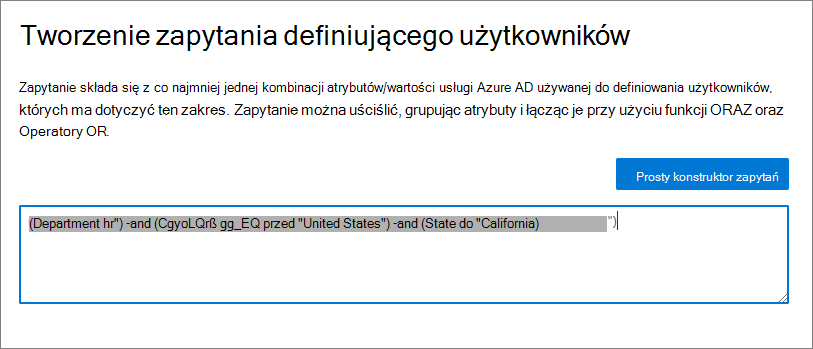 Tworzenie zapytania definiującego użytkowników
Zapytanie składa się z co najmniej jednej kombinacji atrybutów/wartości usługi Azure AD używanej do definiowania użytkowników,
których ma dotyczyć ten zakres. Zapytanie można uściślić, grupując atrybuty i łącząc je przy użyciu funkcji ORAZ oraz
Operatory OR.
Prosty konstruktor zapytań
(Department hr") -and (CgyoLQrß gg_EQ przed "United States") -and (State do "California) ")